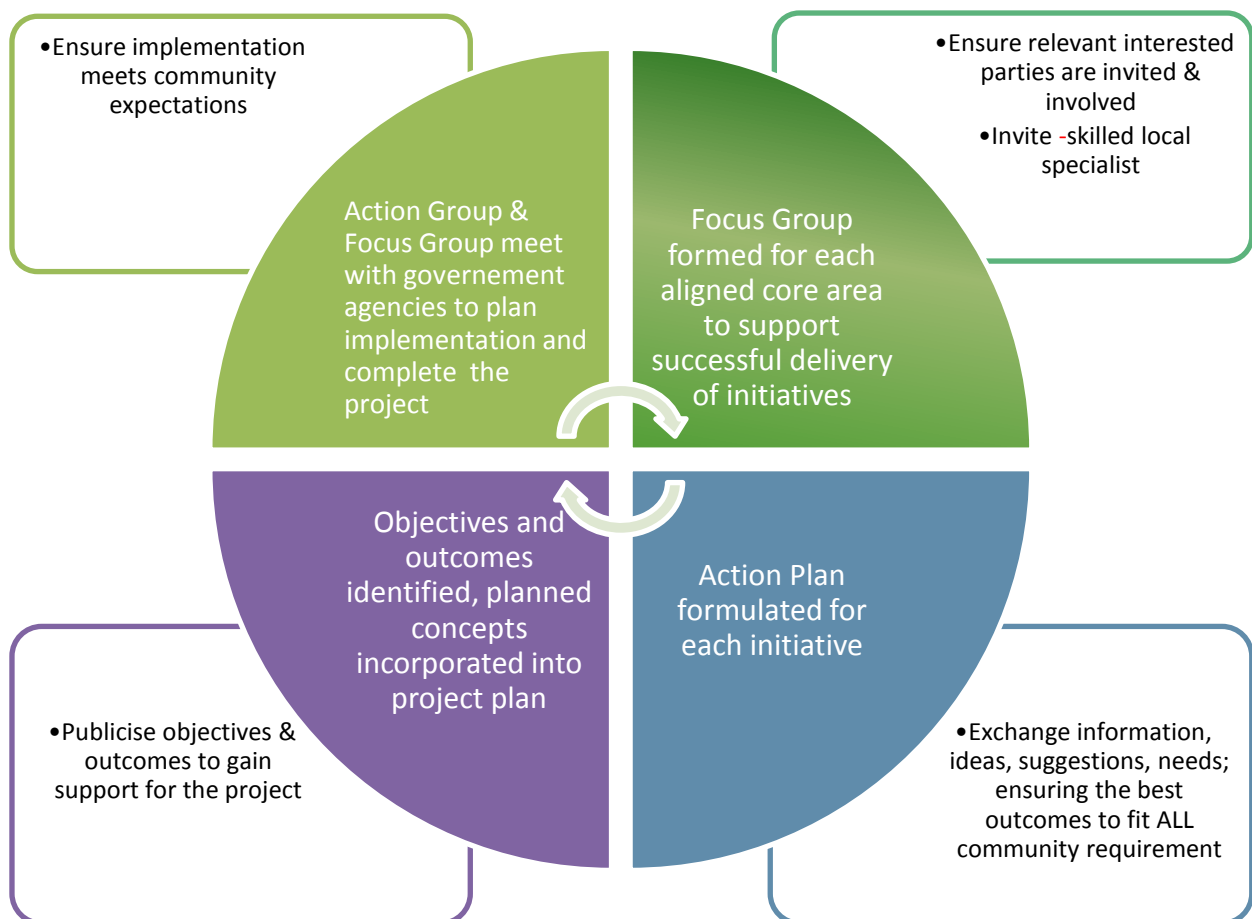 •Ensure implementation
meets community
expectations
•Ensure relevant interested
parties are invited &
involved
•Invite -skilled local
specialist
Action Group &
Focus Group meet
with governement
agencies to plan
implementation and
complete the
project
Focus Group
formed for each
aligned core area
to support
successful delivery
of initiatives
Objectives and
outcomes
identified, planned
concepts
incorporated into
project plan
Action Plan
formulated for
each initiative
•Publicise objectives &
outcomes to gain
support for the project
•Exchange information,
ideas, suggestions, needs;
ensuring the best
outcomes to fit ALL
community requirement